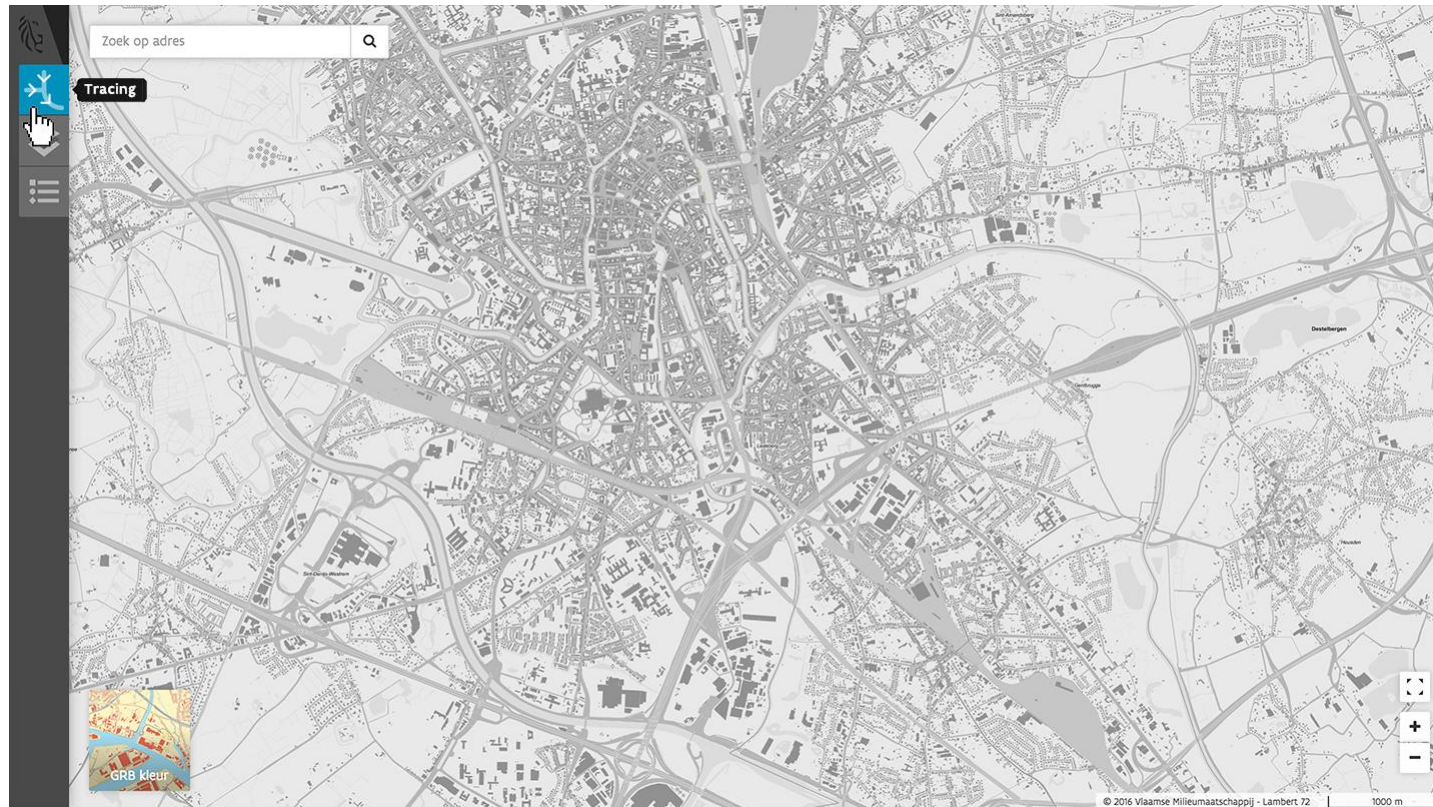 Zoek op adres
Tracing
Sint-Amandsberg
Destelbergen
Gentbrugge
Heusden
Sint-Denijs-Westrem
GRB kleur
© 2016 Vlaamse Milieumaatschappij - Lambert 72
1000 m